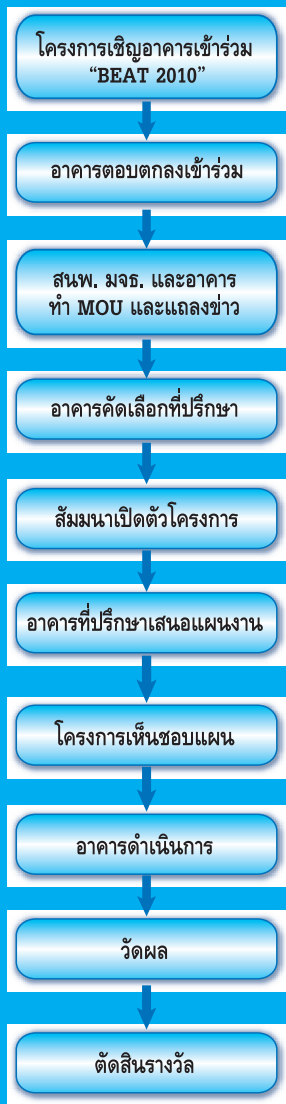 โครงการเชิญอาคารเข้าร่วม
“BEAT 2010”
อาคารตอบตกลงเข้าร่วม
สนพ. มจธ. และอาคาร
ทำ MOU และแถลงข่าว
อาคารคัดเลือกที่ปรึกษา
สัมมนาเปิดตัวโครงการ
อาคารที่ปรึกษาเสนอแผนงาน
โครงการเห็นชอบแผน
อาคารดำเนินการ
วัดผล
ตัดสินรางวัล